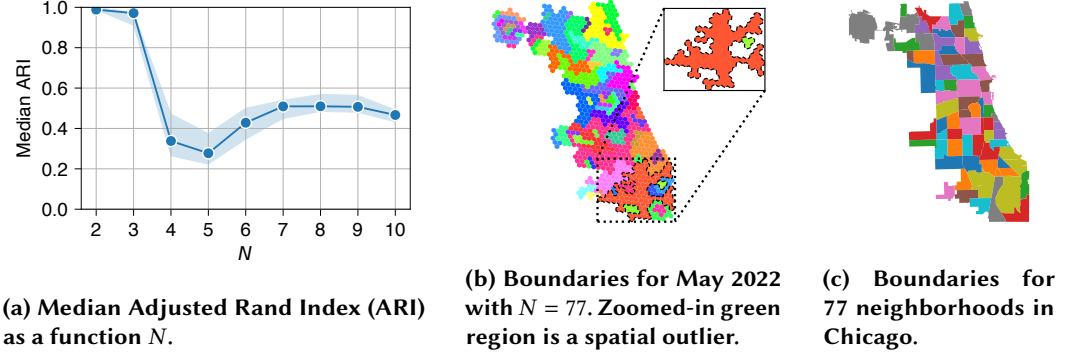 1.0
0.8
0.6
0.4
0.2
0.0
Median ARI
2 3 4 5 6 7 8 9 10
N
(a) Median Adjusted Rand Index (ARI)
as a function N.
(b) Boundaries for May 2022
with N = 77. Zoomed-in green
region is a spatial outlier.
(c) Boundaries for
77 neighborhoods in
Chicago.